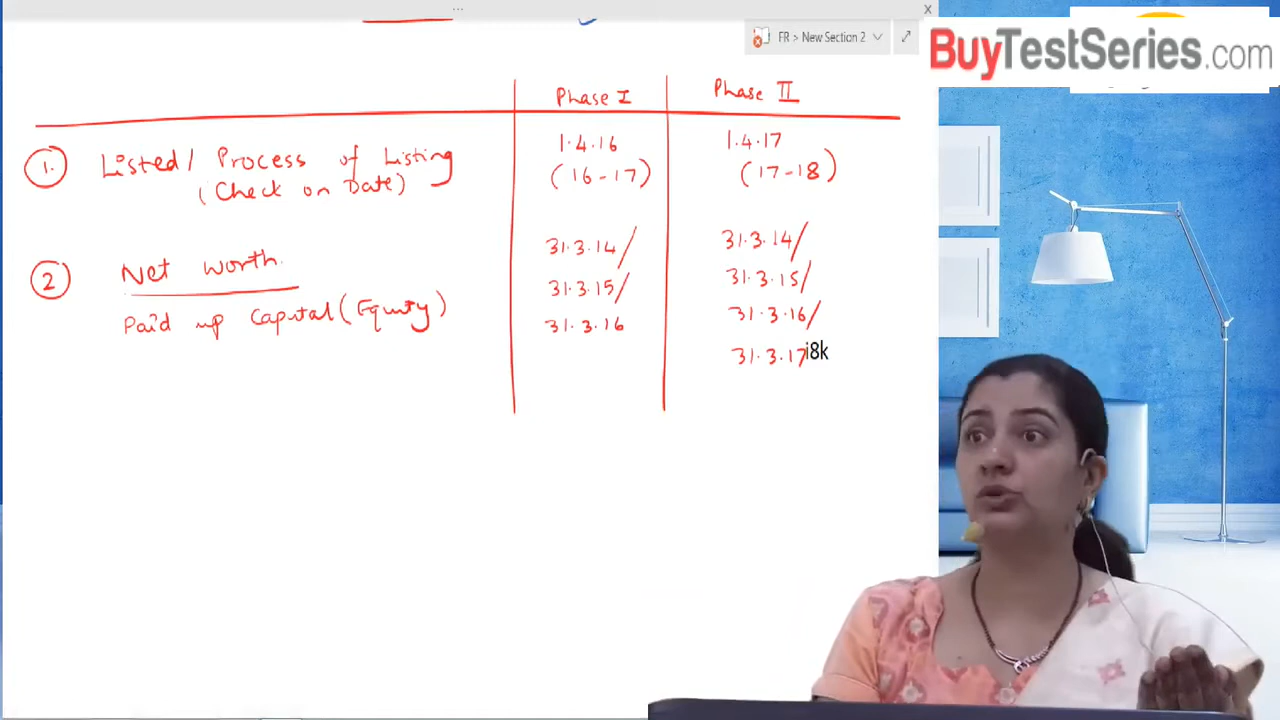 FR > New Section 2
BuyTestSeries.com
Phase I
Phase II
1. Listed / Process of Listing
(Check on Date)
1.4.16
(16-17)
1.4.17
(17-18)
2 Net worth.
Paid up Capital (Equity)
31.3.14/
31.3.15/
31.3.16
31.3.14/
31.3.15/
31.3.16/
31.3.17i8k